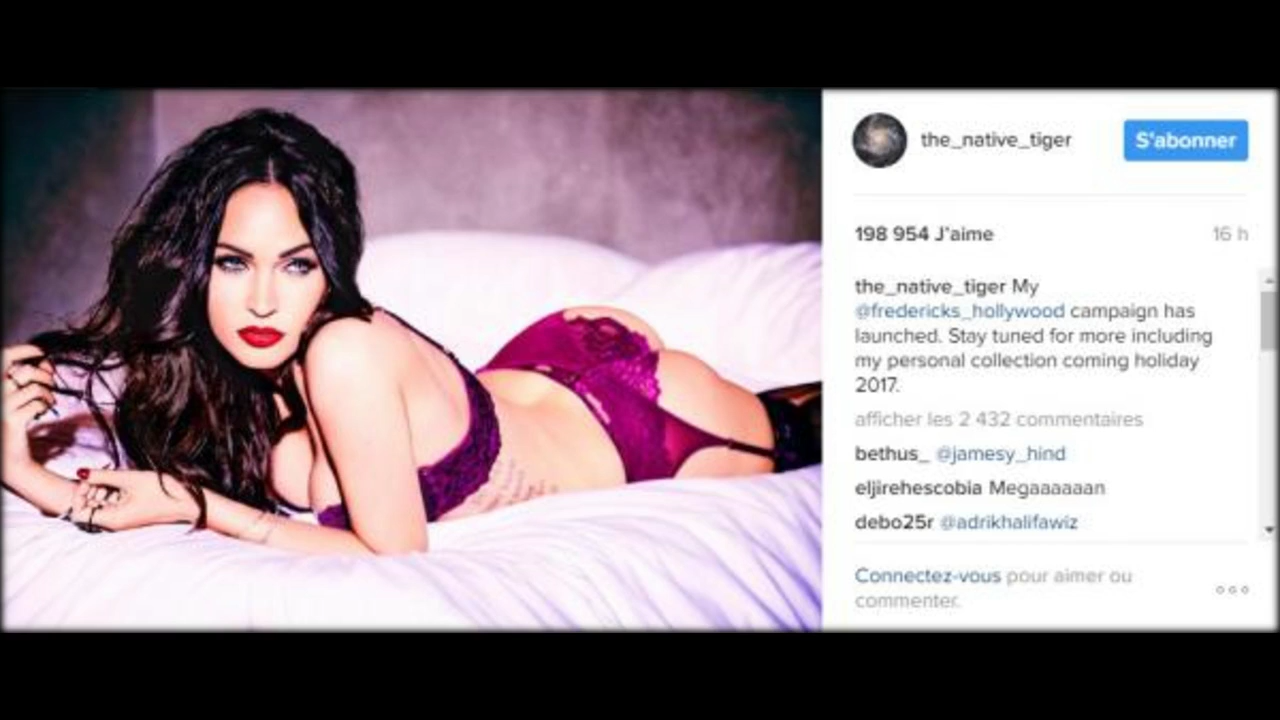 the_native_tiger
S'abonner
198 954 J'aime
16 h
the_native_tiger My
@fredericks_hollywood campaign has
launched. Stay tuned for more including
my personal collection coming holiday
2017.
afficher les 2 432 commentaires
bethus_ @jamesy_hind
eljirehescobia Megaaaaaan
debo25r @adrikhalifawiz
Connectez-vous pour aimer ou
commenter.